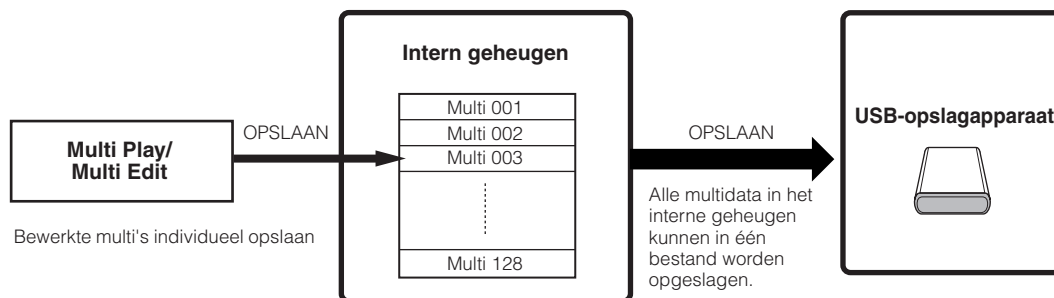 Multi Play/
Multi Edit
Bewerkte multi's individueel opslaan
OPSLAAN
Intern geheugen
Multi 001
Multi 002
Multi 003
Multi 128
OPSLAAN
Alle multidata in het
interne geheugen
kunnen in één
bestand worden
opgeslagen.
USB-opslagapparaat